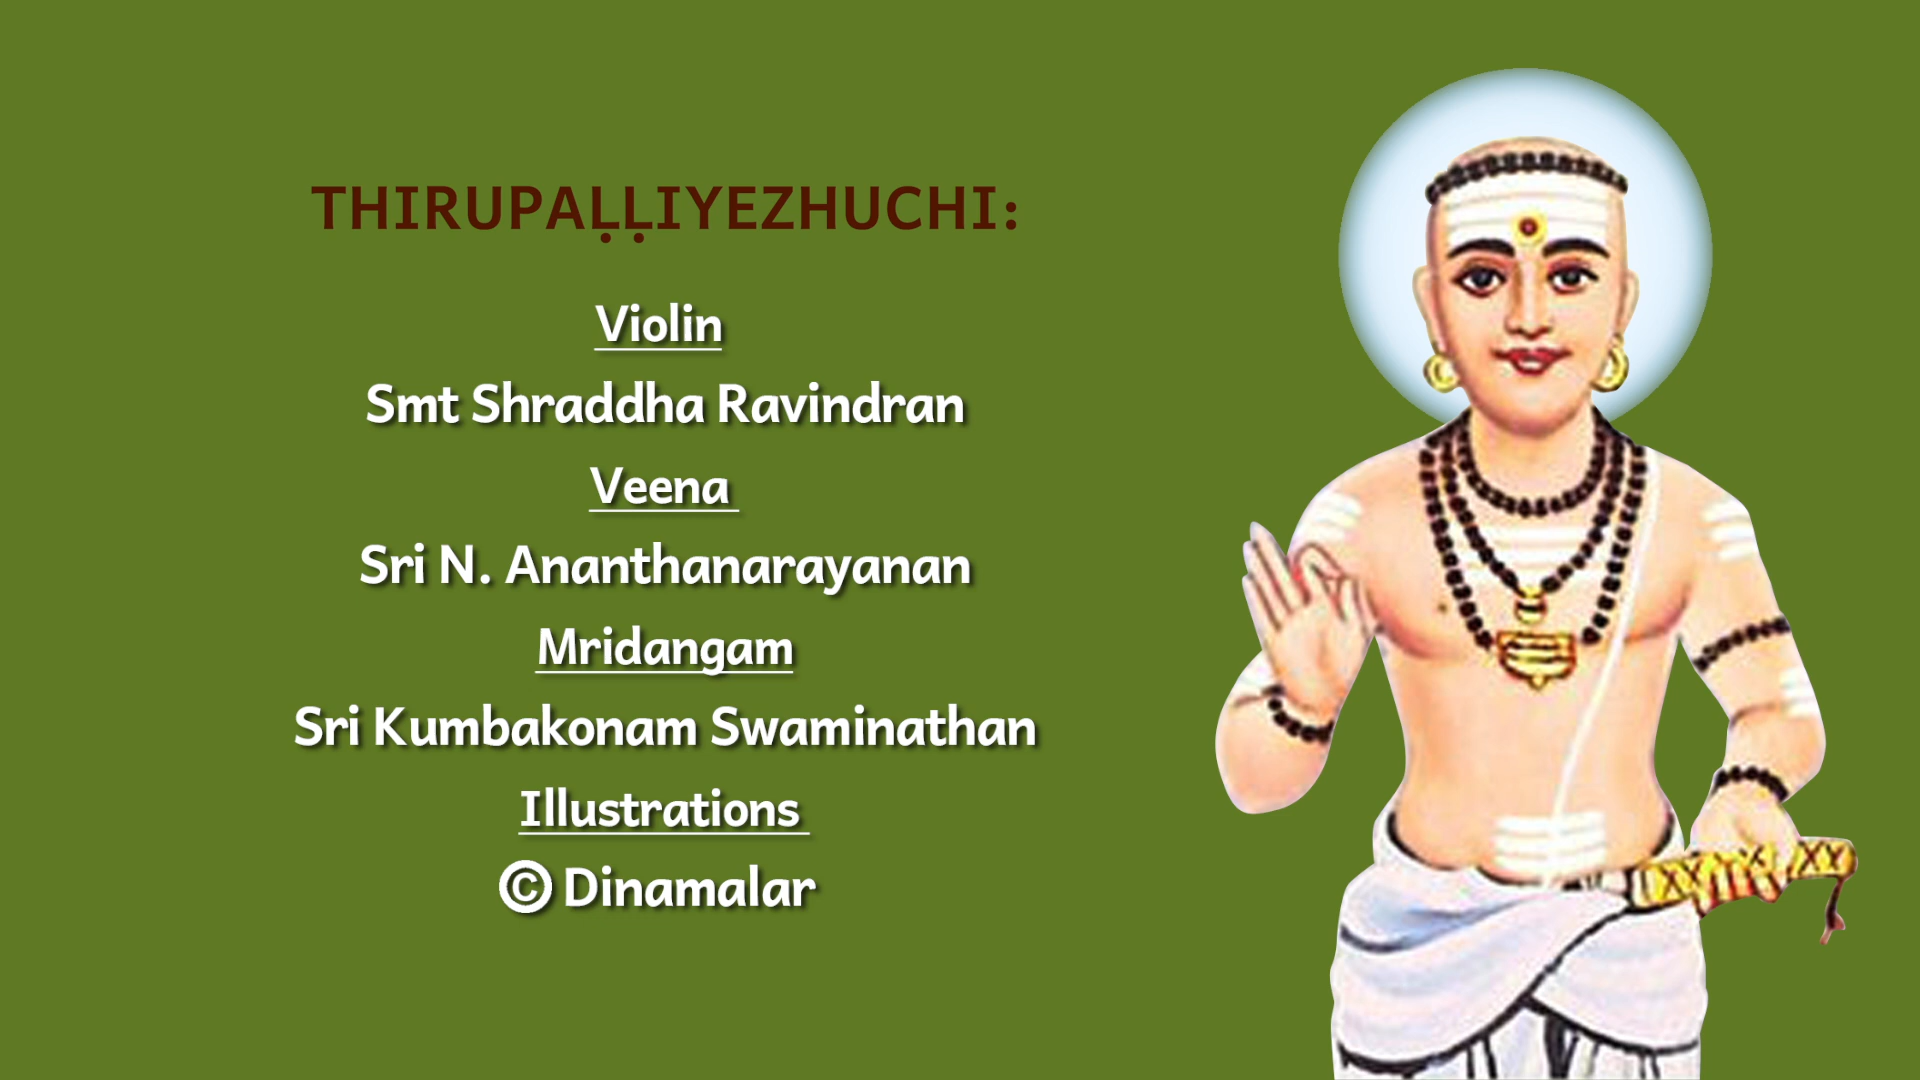 THIRUPAḶḶIYEZHUCHI:
Violin
Smt Shraddha Ravindran
Veena
Sri N. Ananthanarayanan
Mridangam
Sri Kumbakonam Swaminathan
Illustrations
© Dinamalar